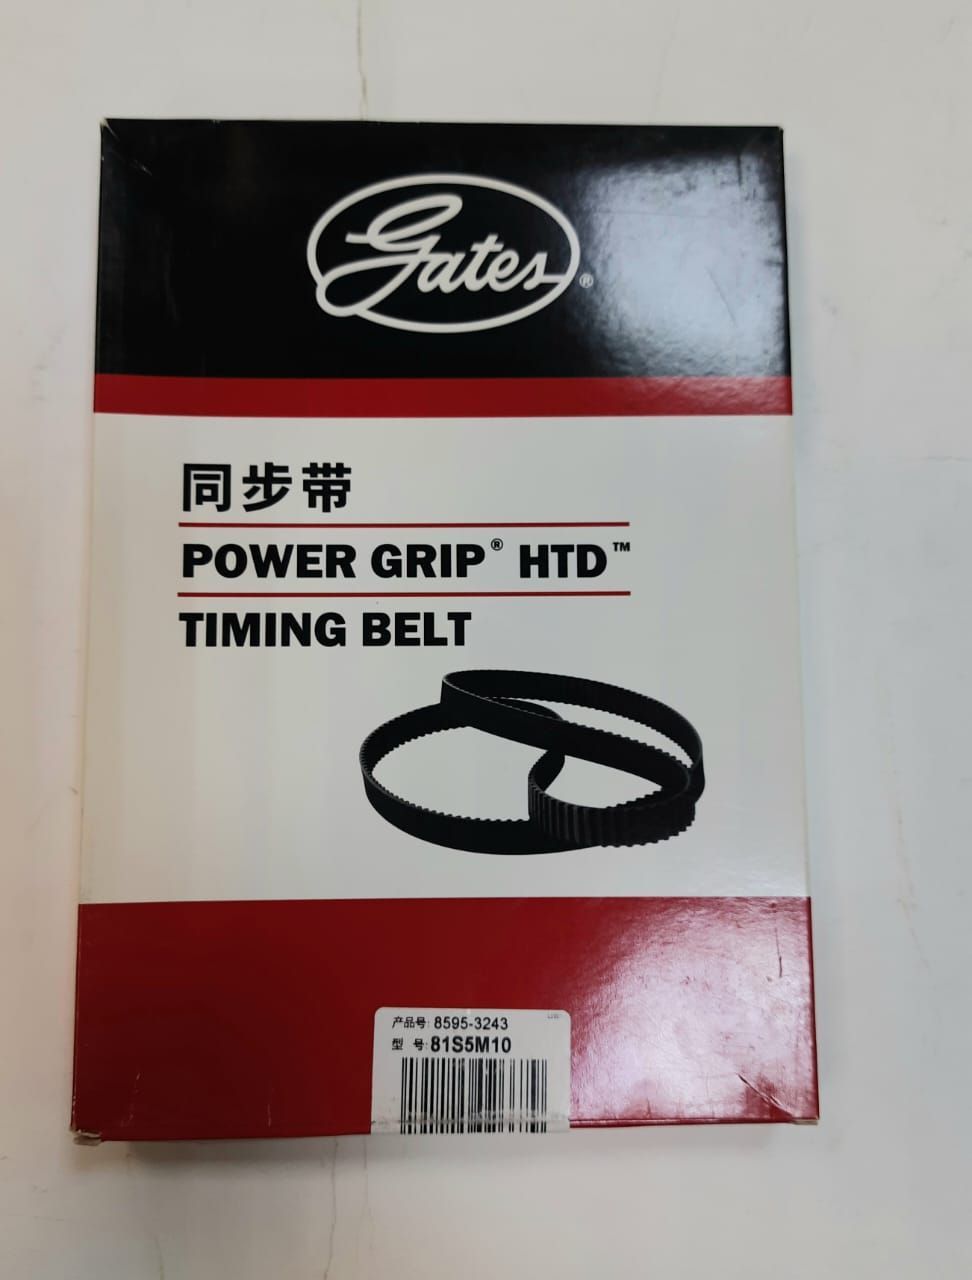 Gates®
同步带
POWER GRIP® HTD™
TIMING BELT
产品号: 8595-3243
型 号: 81S5M10